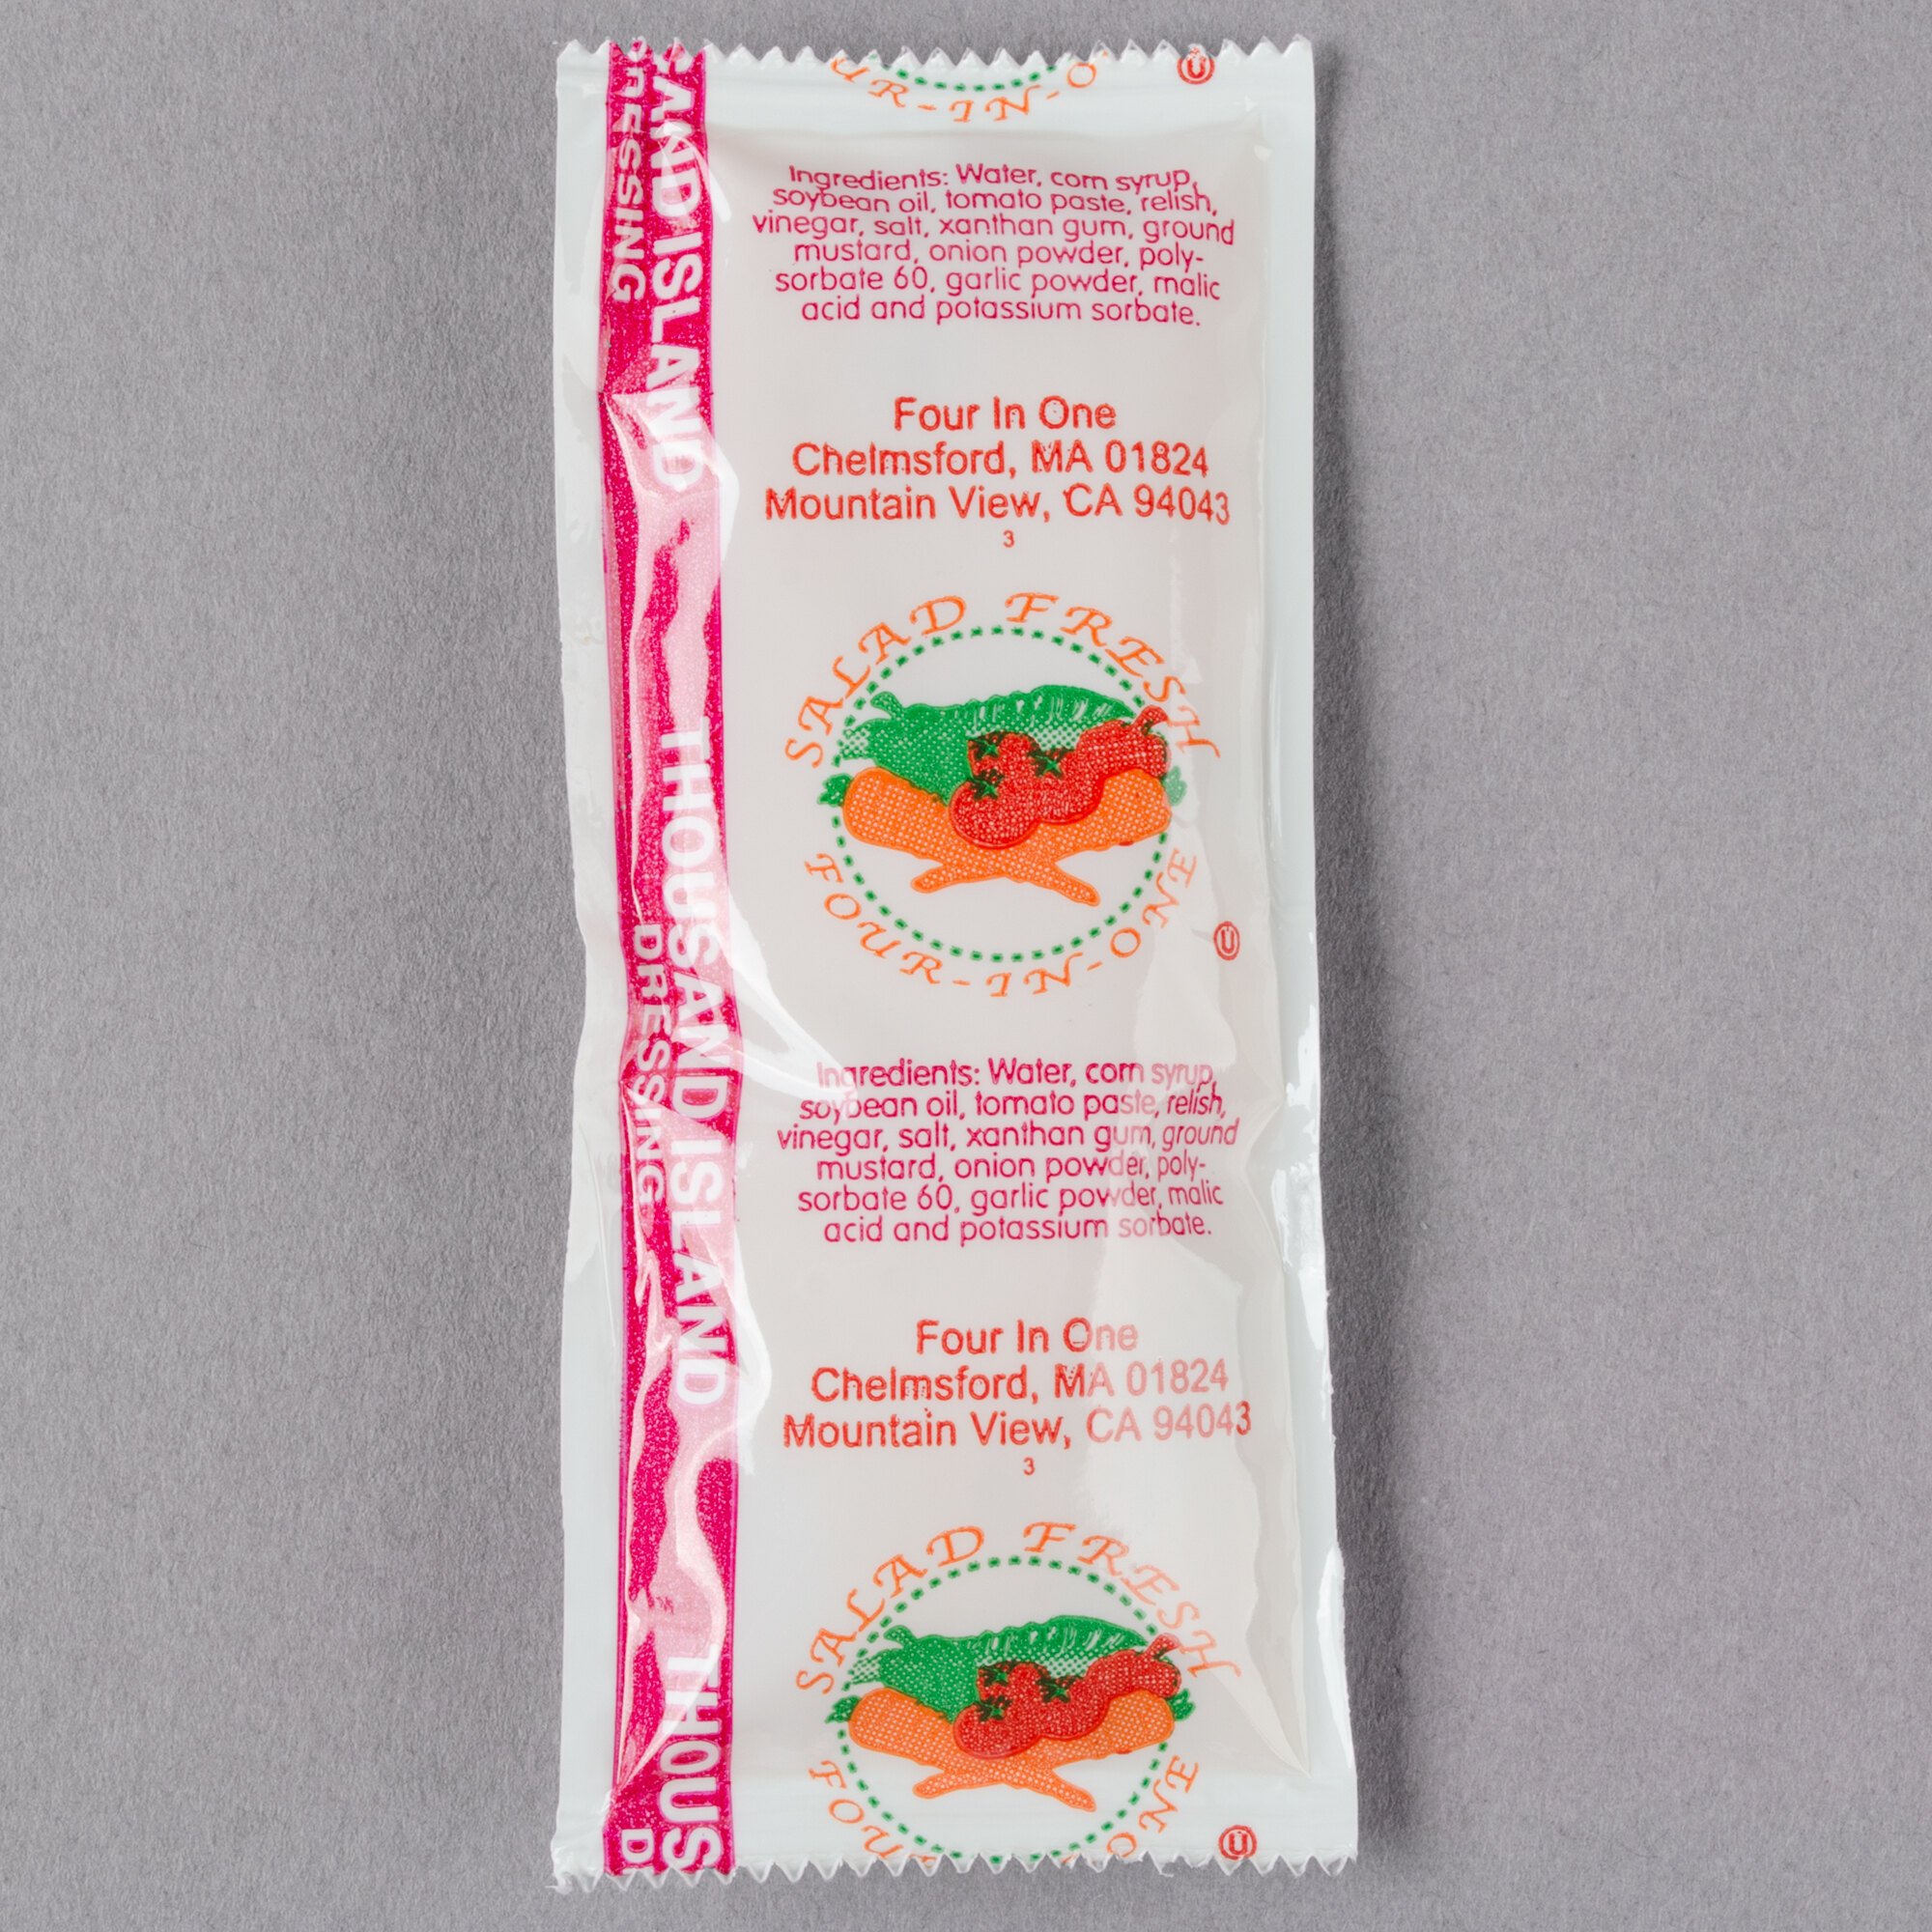 UR-IN-O
U
SAND ISLAND
DRESSING
Ingredients: Water, corn syrup,
soybean oil, tomato paste, relish,
vinegar, salt, xanthan gum, ground
mustard, onion powder, poly-
sorbate 60, garlic powder, malic
acid and potassium sorbate.
Four In One
Chelmsford, MA 01824
Mountain View, CA 94043
3
SALAD FRESH
FOUR-IN-ONE
U
THOUSAND ISLAND
DRESSING
Ingredients: Water, corn syrup,
soybean oil, tomato paste, relish,
vinegar, salt, xanthan gum, ground
mustard, onion powder, poly-
sorbate 60, garlic powder, malic
acid and potassium sorbate.
Four In One
Chelmsford, MA 01824
Mountain View, CA 94043
3
SALAD FRESH
FOU ONE
U
THOUS
D